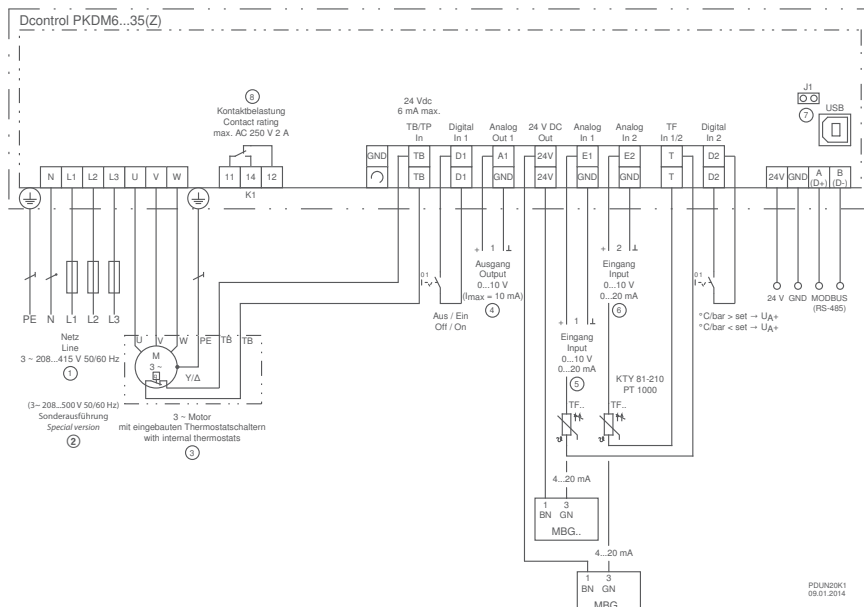 Dcontrol PKDM6...35(Z)
J1
7
USB
8
Kontaktbelastung
Contact rating
max. AC 250 V 2 A
24 Vdc
6 mA max.
TB/TP
In
Digital
In 1
Analog
Out 1
24 V DC
Out
Analog
In 1
Analog
In 2
TF
In 1/2
Digital
In 2
GND TB D1 A1 24V E1 E2 T D2
N L1 L2 L3 U V W
11 14 12
K1
TB D1 GND 24V GND GND T D2
24V GND A (D+) B (D-)
PE N L1 L2 L3
Netz
Line
3 ~ 208...415 V 50/60 Hz
1
(3~ 208...500 V 50/60 Hz)
Sonderausführung
Special version
2
U V W PE TB TB
M
3 ~
Y/Δ
3 ~ Motor
mit eingebauten Thermostatschaltern
with internal thermostats
3
0 1
Aus / Ein
Off / On
+ 1 ⊥
Ausgang
Output
0...10 V
(Imax = 10 mA)
4
+ 1 ⊥
Eingang
Input
0...10 V
0...20 mA
5
+ 2 ⊥
Eingang
Input
0...10 V
0...20 mA
6
0 1
°C/bar > set → UA+
°C/bar < set → UA+
24 V GND MODBUS
(RS-485)
KTY 81-210
PT 1000
TF..
TF..
4...20 mA
1 3
BN GN
MBG..
4...20 mA
1 3
BN GN
MBG
PDUN20K1
09.01.2014